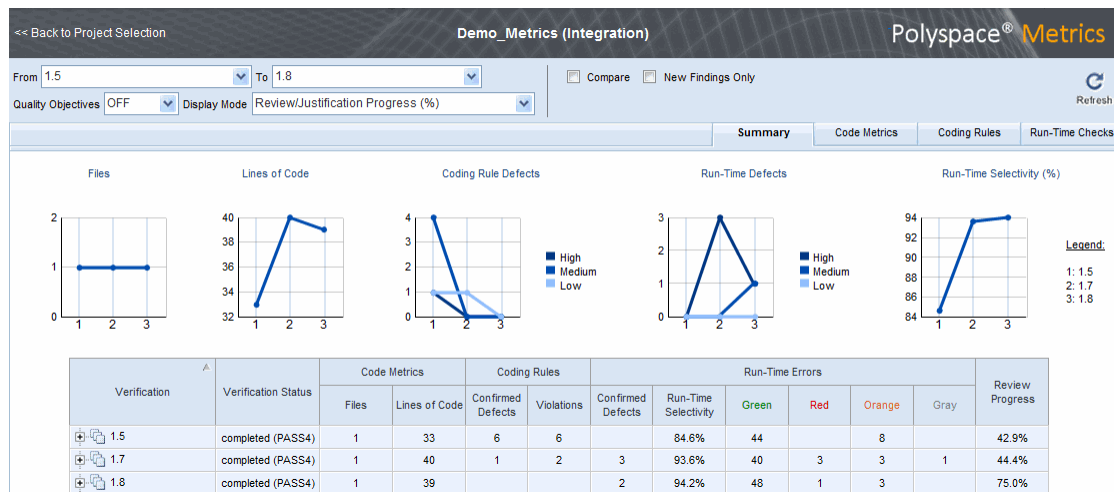 << Back to Project Selection
Demo_Metrics (Integration)
Polyspace® Metrics
From 1.5 To 1.8 Compare New Findings Only
Refresh
Quality Objectives OFF Display Mode Review/Justification Progress (%)
Summary Code Metrics Coding Rules Run-Time Checks
Files
2
1
0
1 2 3
Lines of Code
40
38
36
34
32
1 2 3
Coding Rule Defects
4
3
2
1
0
1 2 3
High
Medium
Low
Run-Time Defects
3
2
1
0
1 2 3
High
Medium
Low
Run-Time Selectivity (%)
94
92
90
88
86
84
1 2 3
Legend:
1: 1.5
2: 1.7
3: 1.8
Verification Verification Status Code Metrics Coding Rules Run-Time Errors Review Progress
Files Lines of Code Confirmed Defects Violations Confirmed Defects Run-Time Selectivity Green Red Orange Gray
1.5 completed (PASS4) 1 33 6 6 84.6% 44 8 42.9%
1.7 completed (PASS4) 1 40 1 2 3 93.6% 40 3 3 1 44.4%
1.8 completed (PASS4) 1 39 2 94.2% 48 1 3 75.0%